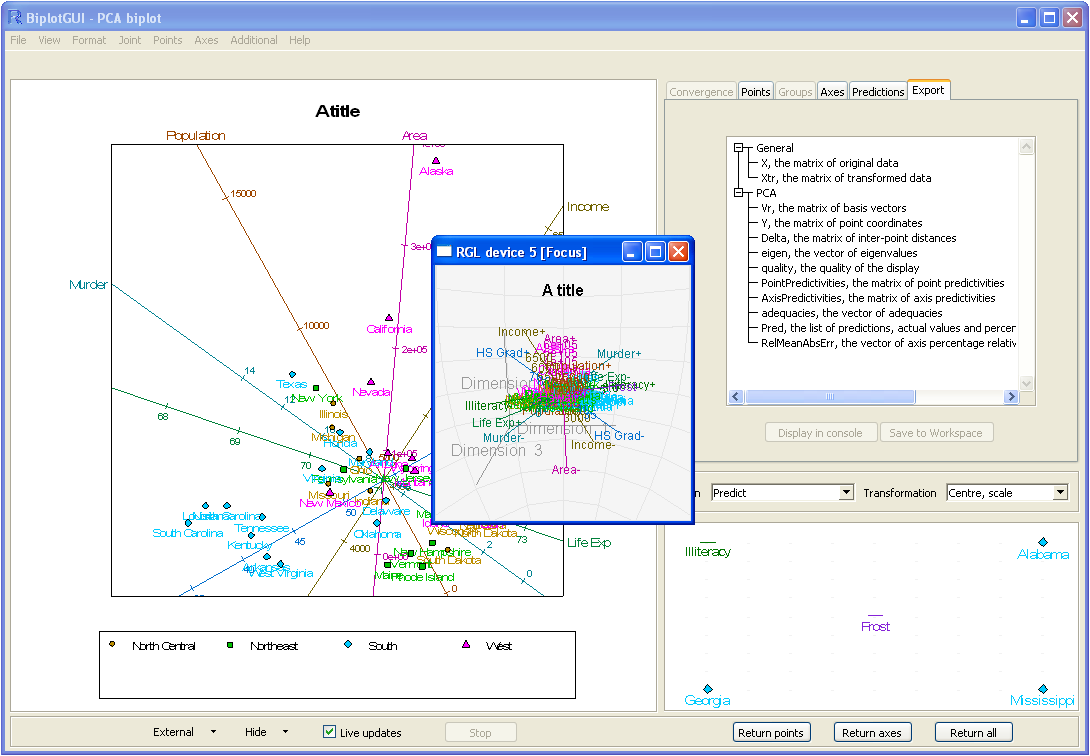 BiplotGUI - PCA biplot
File View Format Joint Points Axes Additional Help
Convergence Points Groups Axes Predictions Export
Atitle
Population
Area
15000
Alaska
Income
Murder
3e+0
10000
California
2e+05
14
Texas
Nevada
New York
12
Illinois
68
69
Michigan
70
Missouri
New Mexico
50
Delaware
South Carolina
Tennessee
Oklahoma
Kentucky
45
4000
West Virginia
0e+00
New Hampshire
South Dakota
Vermont
Rhode Island
2
73
Life Exp
0
0
North Central Northeast South West
RGL device 5 [Focus]
A title
Income+
Area+
HS Grad+
Murder+
Dimension
Illiteracy
Life Exp+
Murder-
Dimension 1
HS Grad-
Income-
Dimension 3
Area-
General
X, the matrix of original data
Xtr, the matrix of transformed data
PCA
Vr, the matrix of basis vectors
Y, the matrix of point coordinates
Delta, the matrix of inter-point distances
eigen, the vector of eigenvalues
quality, the quality of the display
PointPredictivities, the matrix of point predictivities
AxisPredictivities, the matrix of axis predictivities
adequacies, the vector of adequacies
Pred, the list of predictions, actual values and percer
RelMeanAbsErr, the vector of axis percentage relativ
Display in console Save to Workspace
n Predict Transformation Centre, scale
Illiteracy
Alabama
Frost
Georgia
Mississippi
External Hide Live updates Stop Return points Return axes Return all